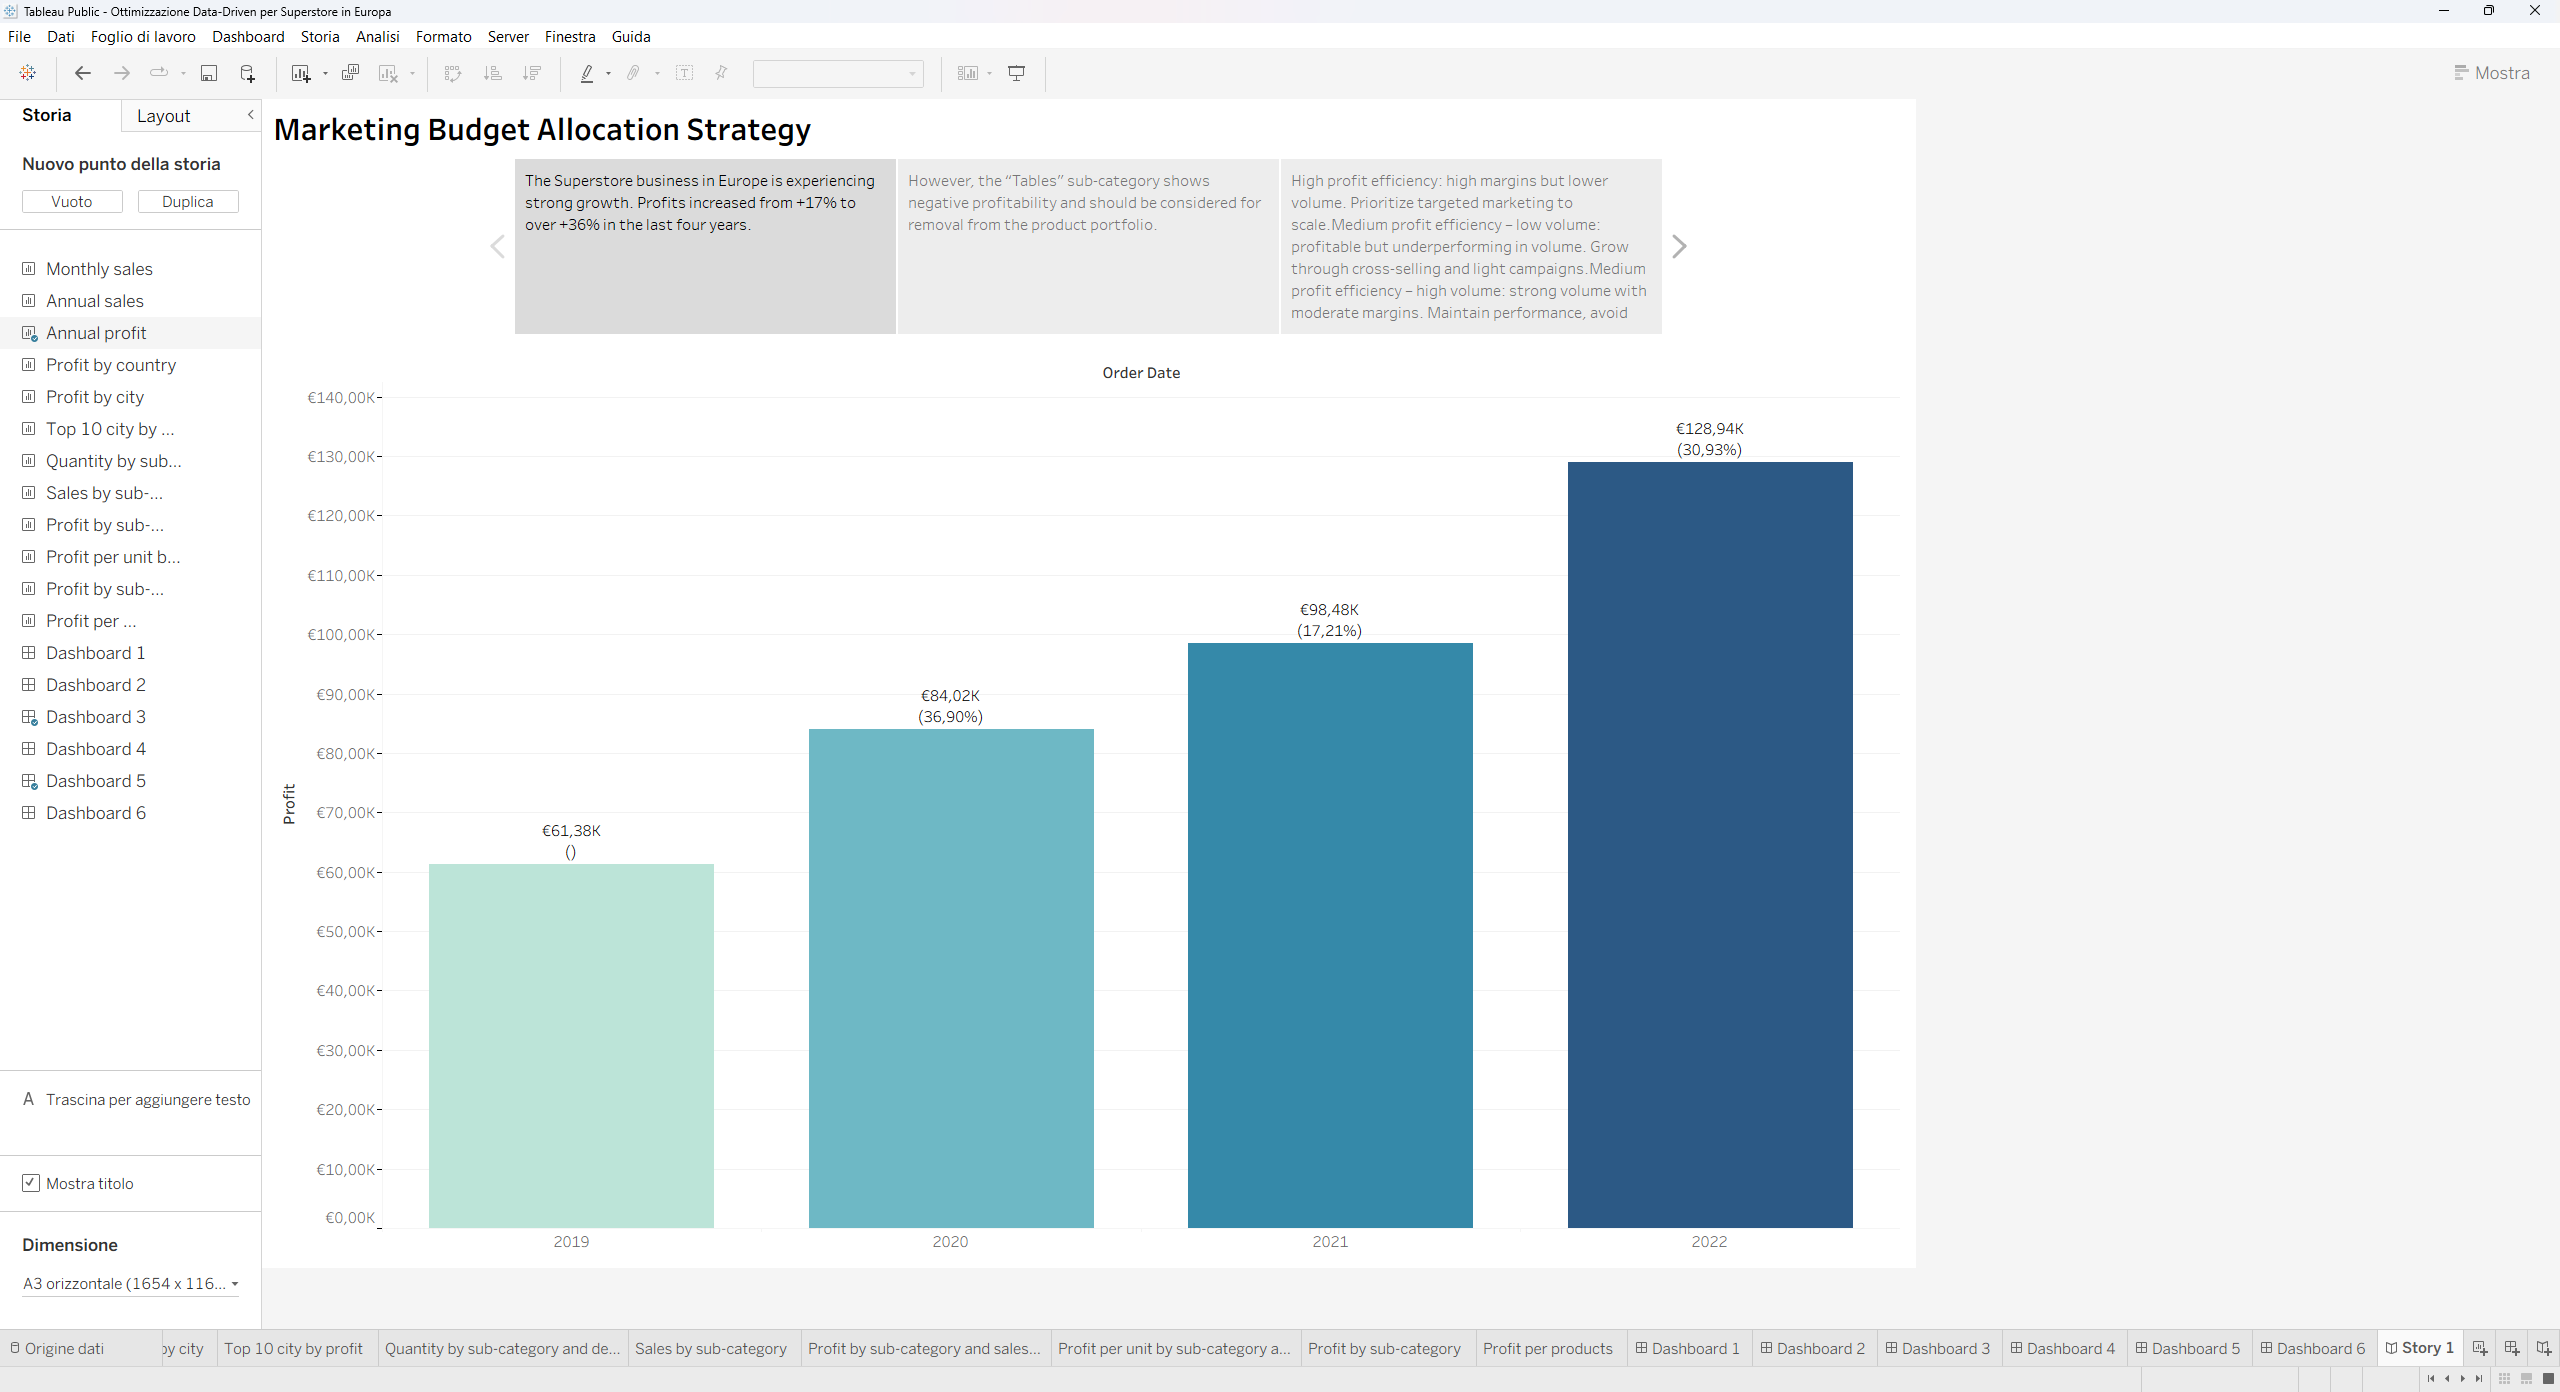 Tableau Public - Ottimizzazione Data-Driven per Superstore in Europa
File Dati Foglio di lavoro Dashboard Storia Analisi Formato Server Finestra Guida
Mostra
Storia Layout
Nuovo punto della storia
Vuoto Duplica
Monthly sales
Annual sales
Annual profit
Profit by country
Profit by city
Top 10 city by ...
Quantity by sub...
Sales by sub-...
Profit by sub-...
Profit per unit b...
Profit by sub-...
Profit per ...
Dashboard 1
Dashboard 2
Dashboard 3
Dashboard 4
Dashboard 5
Dashboard 6
A Trascina per aggiungere testo
Mostra titolo
Dimensione
A3 orizzontale (1654 x 116...
Marketing Budget Allocation Strategy
The Superstore business in Europe is experiencing
strong growth. Profits increased from +17% to
over +36% in the last four years.
However, the “Tables” sub-category shows
negative profitability and should be considered for
removal from the product portfolio.
High profit efficiency: high margins but lower
volume. Prioritize targeted marketing to
scale.Medium profit efficiency – low volume:
profitable but underperforming in volume. Grow
through cross-selling and light campaigns.Medium
profit efficiency – high volume: strong volume with
moderate margins. Maintain performance, avoid
Order Date
Profit
€140,00K
€130,00K
€120,00K
€110,00K
€100,00K
€90,00K
€80,00K
€70,00K
€60,00K
€50,00K
€40,00K
€30,00K
€20,00K
€10,00K
€0,00K
€61,38K
()
€84,02K
(36,90%)
€98,48K
(17,21%)
€128,94K
(30,93%)
2019 2020 2021 2022
Origine dati by city Top 10 city by profit Quantity by sub-category and de... Sales by sub-category Profit by sub-category and sales... Profit per unit by sub-category a... Profit by sub-category Profit per products Dashboard 1 Dashboard 2 Dashboard 3 Dashboard 4 Dashboard 5 Dashboard 6 Story 1